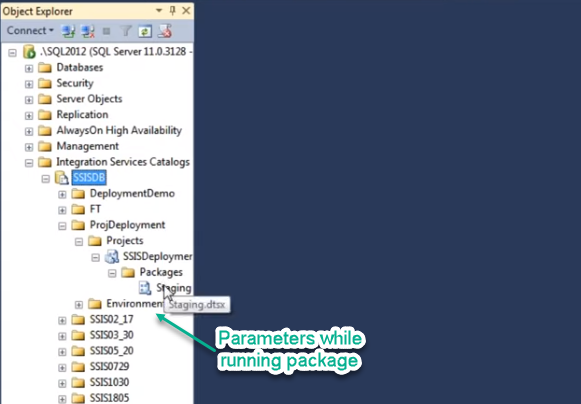 Object Explorer
Connect
.\SQL2012 (SQL Server 11.0.3128 -
Databases
Security
Server Objects
Replication
AlwaysOn High Availability
Management
Integration Services Catalogs
SSISDB
DeploymentDemo
FT
ProjDeployment
Projects
SSISDeploymer
Packages
Staging
Environment
Staging.dtsx
SSIS02_17
SSIS03_30
SSIS05_20
SSIS0729
SSIS1030
SSIS1805
Parameters while
running package